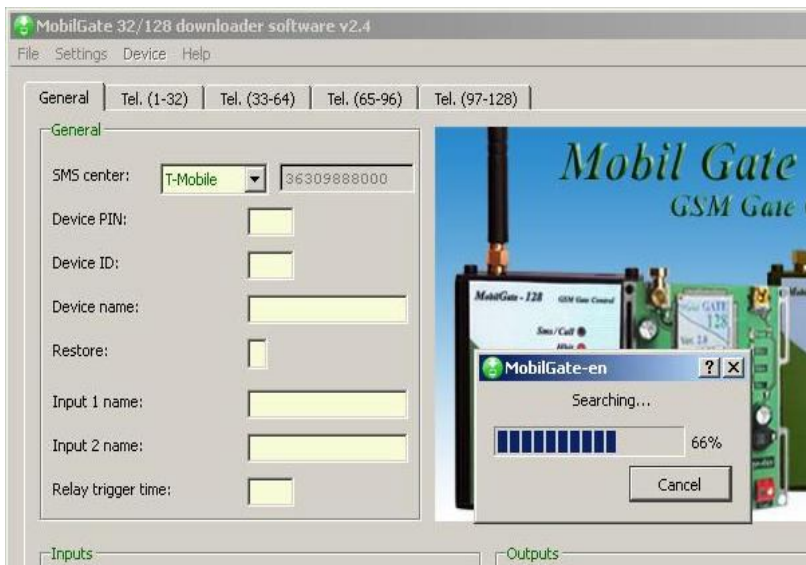 MobilGate 32/128 downloader software v2.4
File Settings Device Help
General Tel. (1-32) Tel. (33-64) Tel. (65-96) Tel. (97-128)
General
SMS center: T-Mobile 36309888000
Device PIN:
Device ID:
Device name:
Restore:
Input 1 name:
Input 2 name:
Relay trigger time:
Mobil Gate
GSM Gate
MobilGate - 128 GSM Gate Control
Sms/Call
GATE
128
MobilGate-en
Searching...
66%
Cancel
Inputs
Outputs